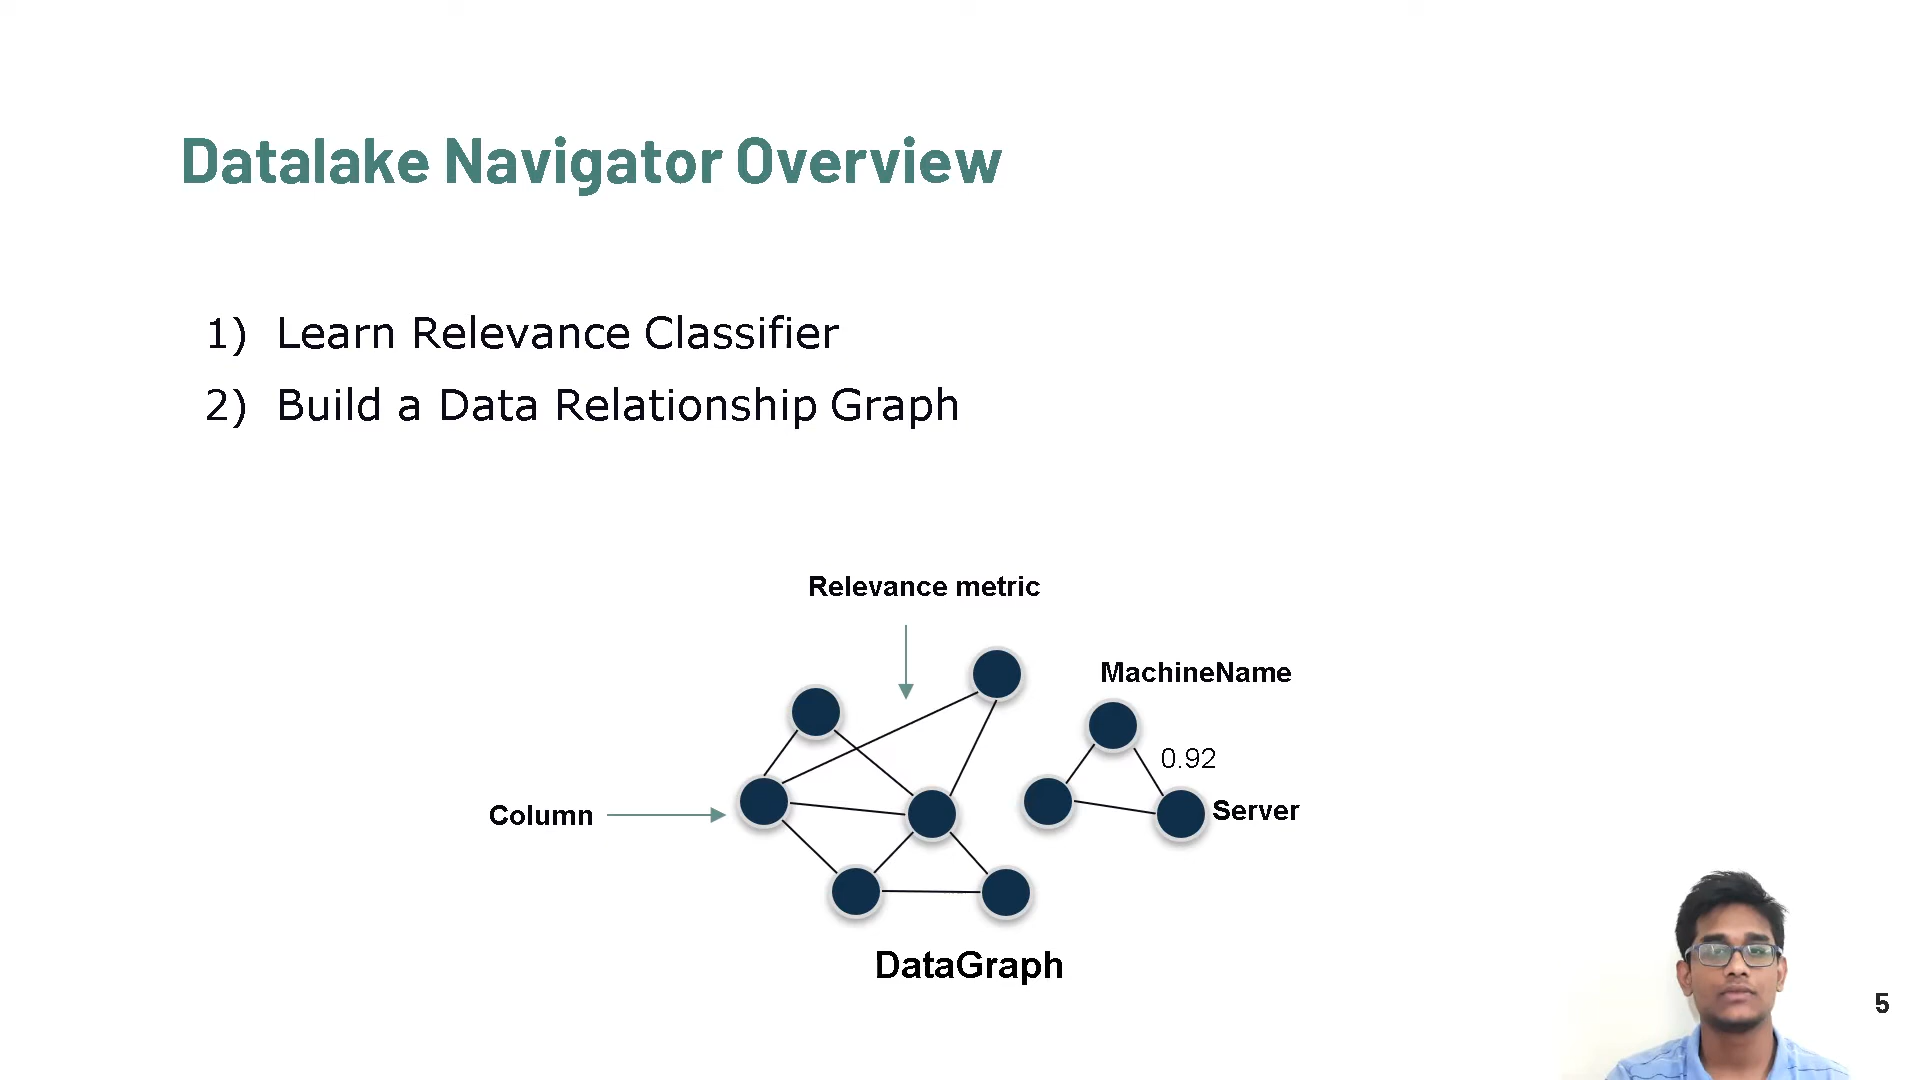 Datalake Navigator Overview
1) Learn Relevance Classifier
2) Build a Data Relationship Graph
Relevance metric
MachineName
0.92
Column
Server
DataGraph
5